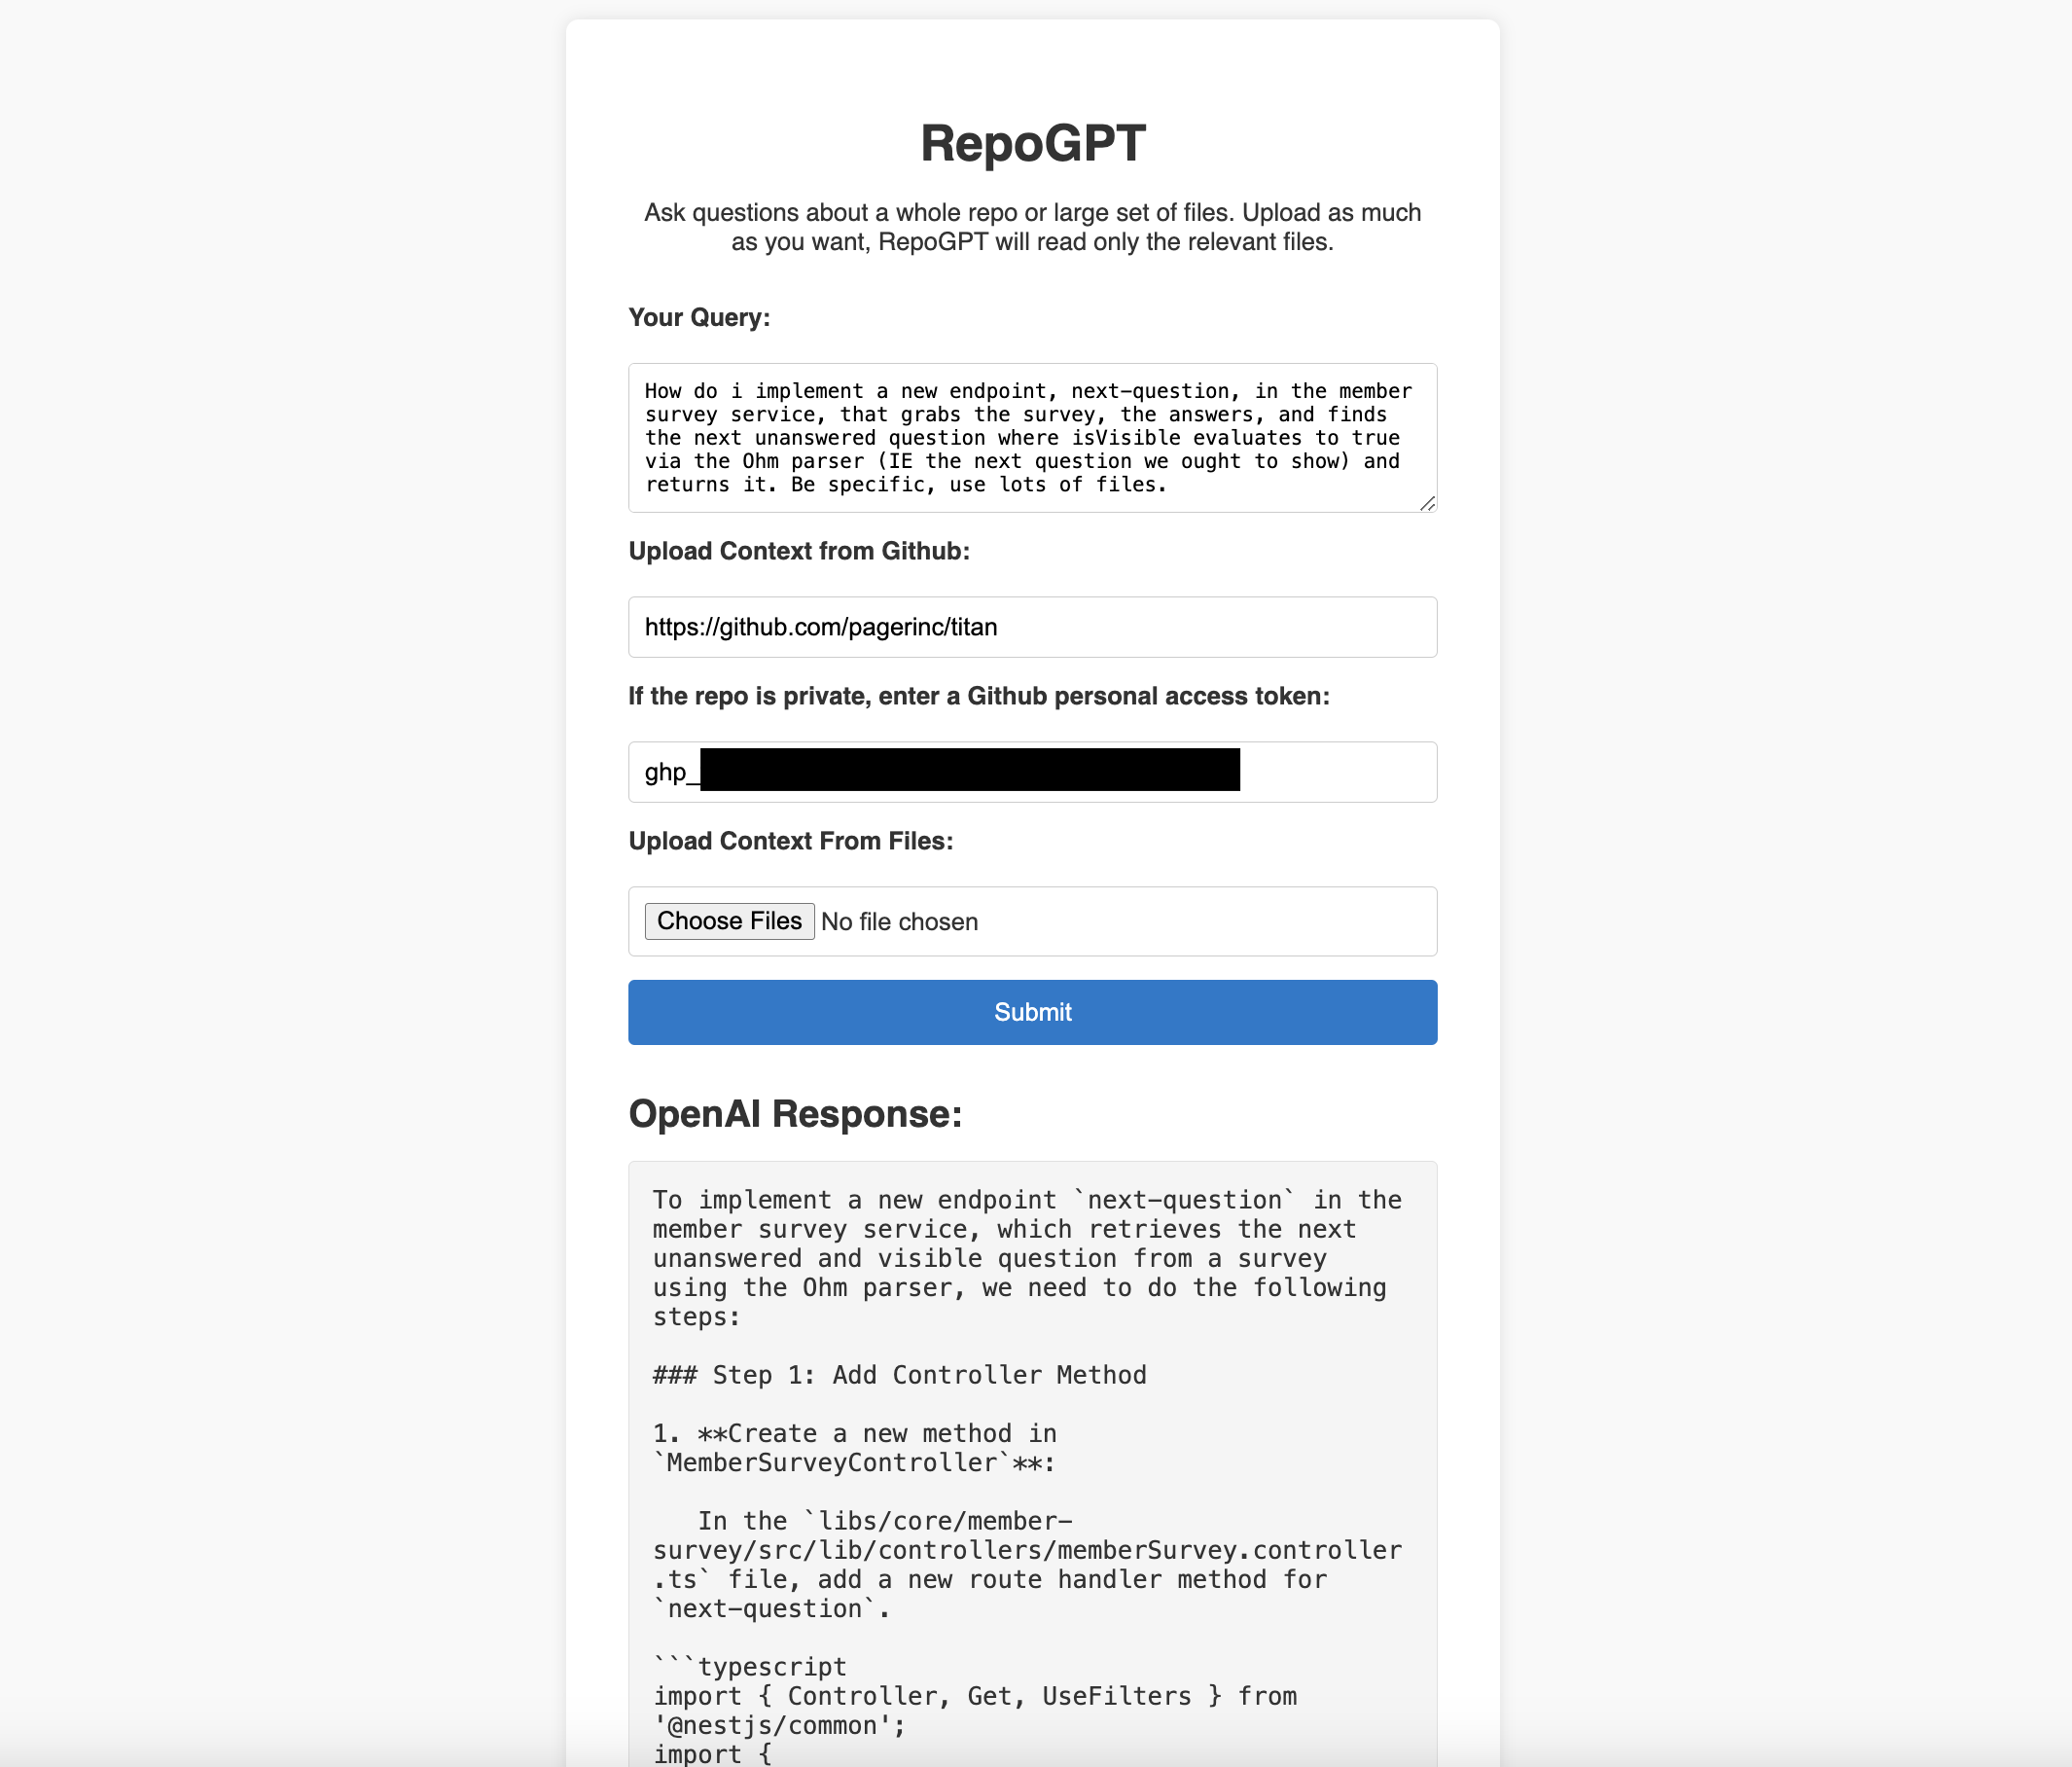 RepoGPT
Ask questions about a whole repo or large set of files. Upload as much
as you want, RepoGPT will read only the relevant files.
Your Query:
How do i implement a new endpoint, next-question, in the member
survey service, that grabs the survey, the answers, and finds
the next unanswered question where isVisible evaluates to true
via the Ohm parser (IE the next question we ought to show) and
returns it. Be specific, use lots of files.
Upload Context from Github:
https://github.com/pagerinc/titan
If the repo is private, enter a Github personal access token:
ghp_
Upload Context From Files:
Choose Files No file chosen
Submit
OpenAI Response:
To implement a new endpoint `next-question` in the
member survey service, which retrieves the next
unanswered and visible question from a survey
using the Ohm parser, we need to do the following
steps:
### Step 1: Add Controller Method
1. **Create a new method in
`MemberSurveyController`**:
In the `libs/core/member-
survey/src/lib/controllers/memberSurvey.controller
.ts` file, add a new route handler method for
`next-question`.
```typescript
import { Controller, Get, UseFilters } from
'@nestjs/common';
import {